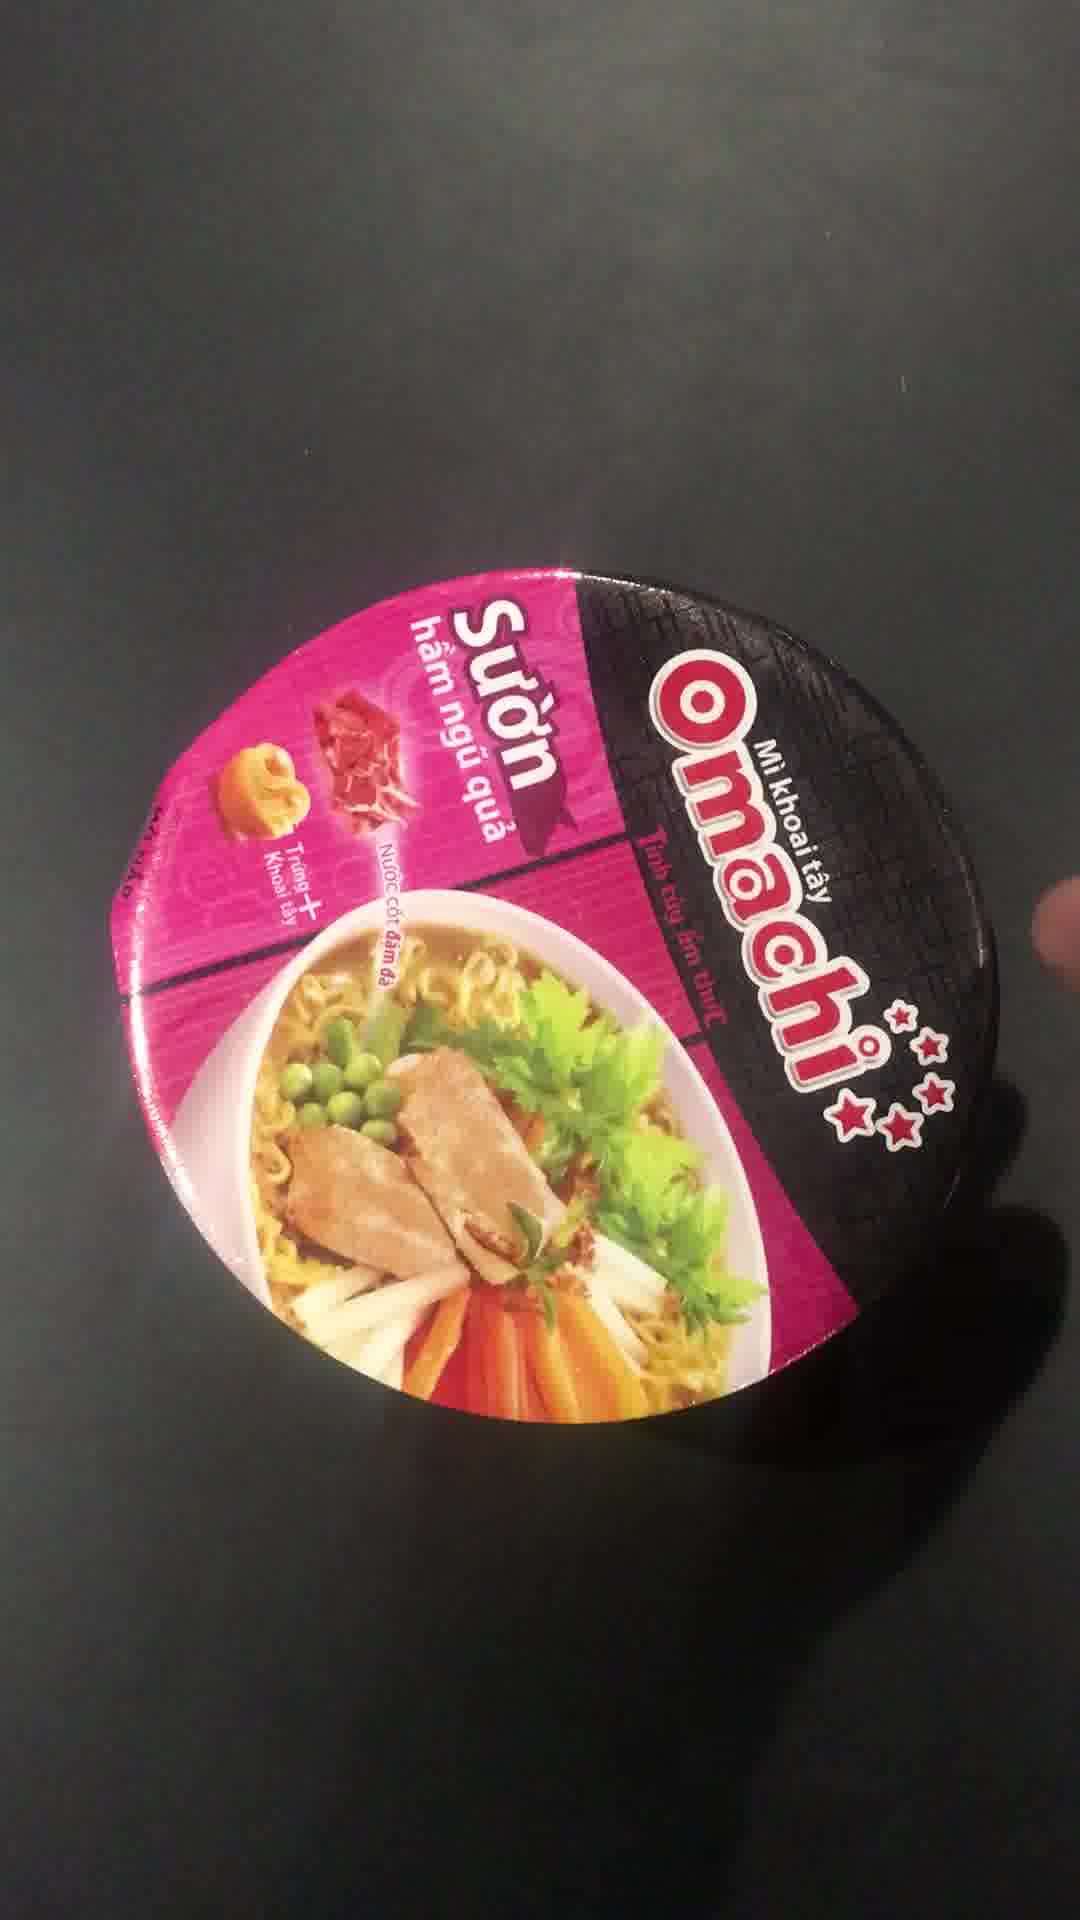 Mì khoai tây
Omachi
Tinh túy ẩm thực
Sườn
hầm ngũ quả
Nước cốt đậm đà
Trứng +
Khoai tây